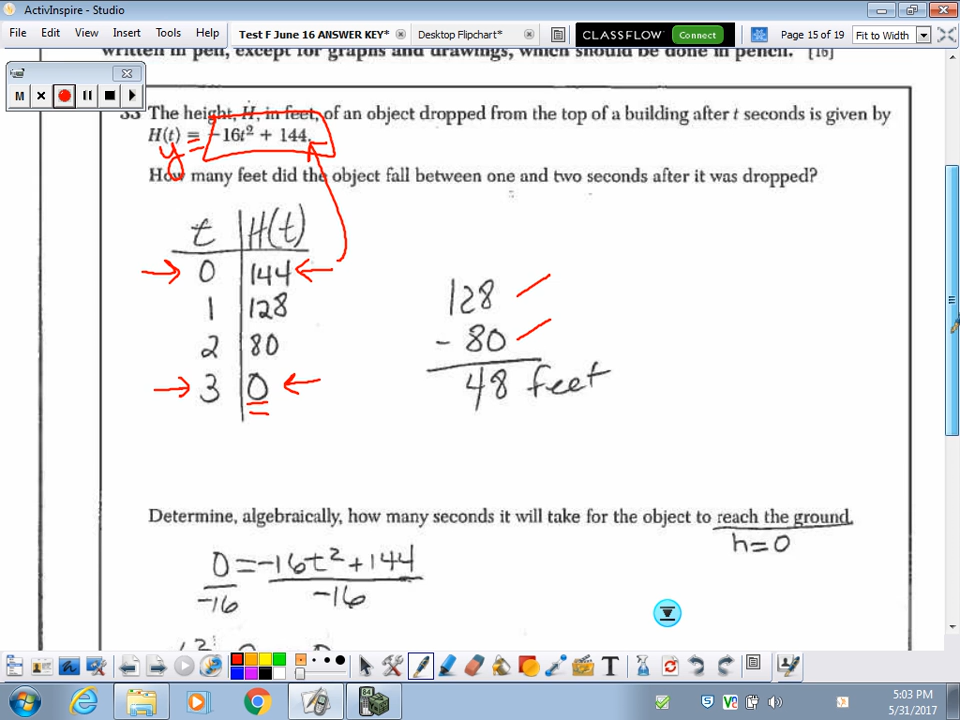 ActivInspire - Studio
File Edit View Insert Tools Help
Test F June 16 ANSWER KEY*
Desktop Flipchart*
CLASSFLOW Connect
Page 15 of 19
Fit to Width
written in pen, except for graphs and drawings, which should be done in pencil. [16]
M
33 The height, H, in feet, of an object dropped from the top of a building after t seconds is given by
H(t) = −16t² + 144.
y=
How many feet did the object fall between one and two seconds after it was dropped?
t H(t)
0 144
1 128
2 80
3 0
128
- 80
48 feet
Determine, algebraically, how many seconds it will take for the object to reach the ground.
h=0
0=-16t²+144
-16 -16
T
84
5:03 PM
5/31/2017